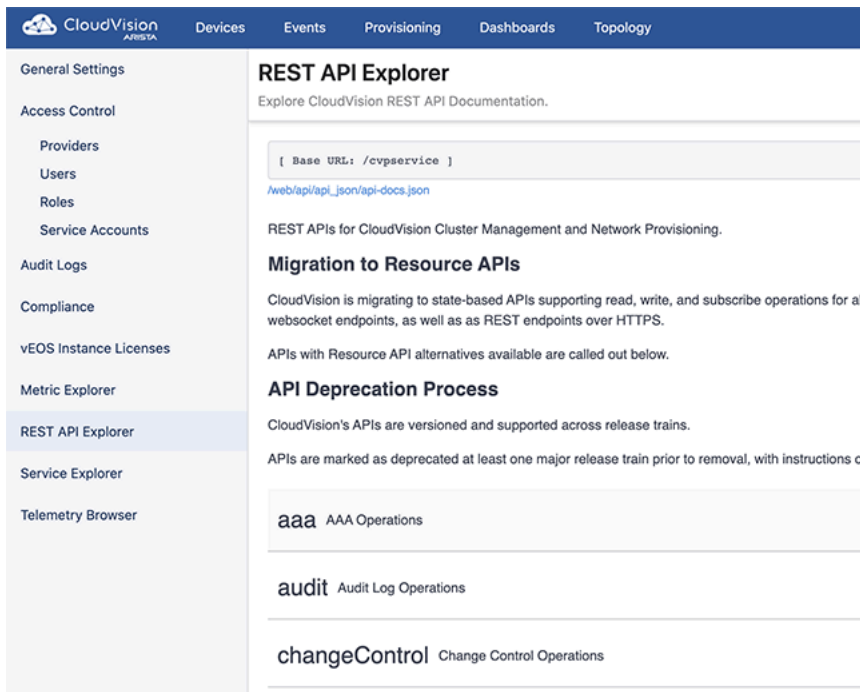 CloudVision
ARISTA
Devices
Events
Provisioning
Dashboards
Topology
General Settings
Access Control
Providers
Users
Roles
Service Accounts
Audit Logs
Compliance
vEOS Instance Licenses
Metric Explorer
REST API Explorer
Service Explorer
Telemetry Browser
REST API Explorer
Explore CloudVision REST API Documentation.
[ Base URL: /cvpservice ]
/web/api/api_json/api-docs.json
REST APIs for CloudVision Cluster Management and Network Provisioning.
Migration to Resource APIs
CloudVision is migrating to state-based APIs supporting read, write, and subscribe operations for
websocket endpoints, as well as as REST endpoints over HTTPS.
APIs with Resource API alternatives available are called out below.
API Deprecation Process
CloudVision's APIs are versioned and supported across release trains.
APIs are marked as deprecated at least one major release train prior to removal, with instructions
aaa AAA Operations
audit Audit Log Operations
changeControl Change Control Operations